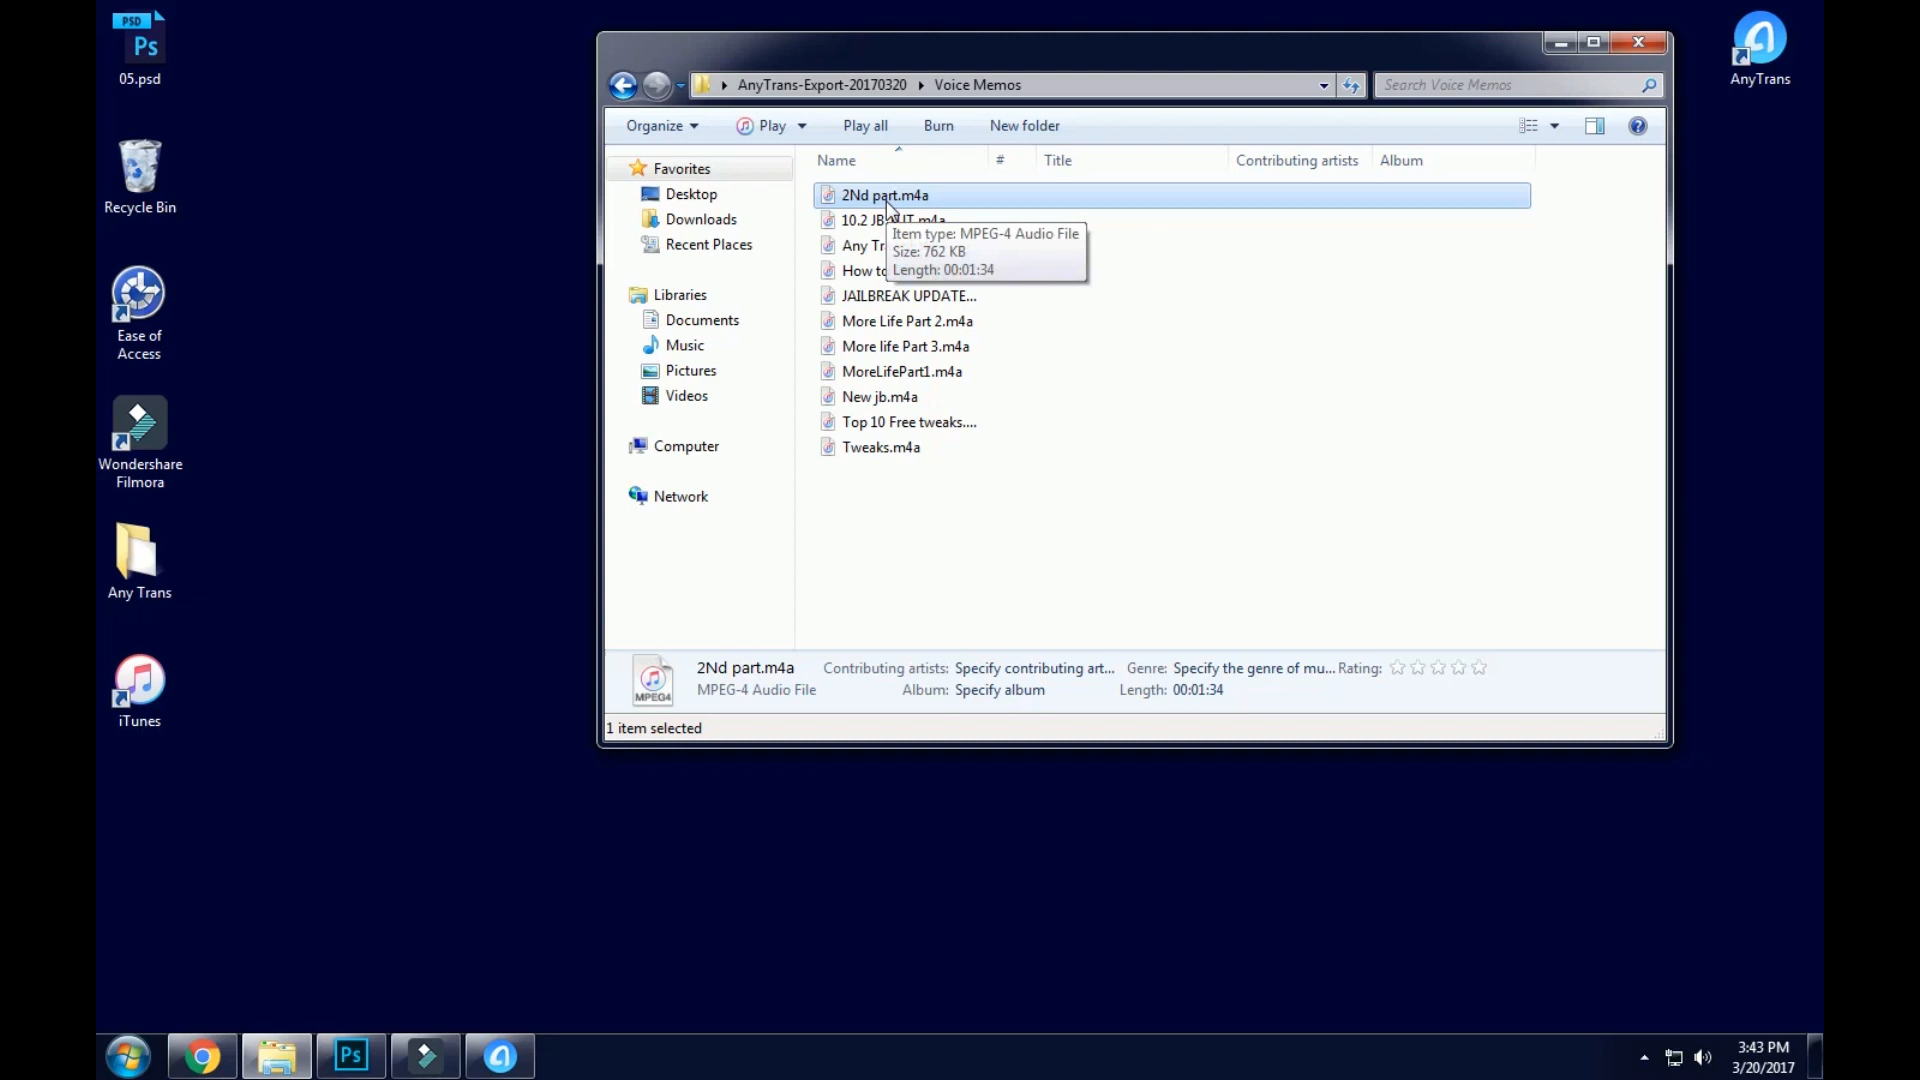 PSD
Ps
05.psd
Recycle Bin
Ease of
Access
Wondershare
Filmora
Any Trans
iTunes
AnyTrans
AnyTrans-Export-20170320
Voice Memos
Search Voice Memos
Organize
Play
Play all
Burn
New folder
Favorites
Desktop
Downloads
Recent Places
Libraries
Documents
Music
Pictures
Videos
Computer
Network
Name
#
Title
Contributing artists
Album
2Nd part.m4a
10.2 JB
Any
How to
JAILBREAK UPDATE...
More Life Part 2.m4a
More life Part 3.m4a
MoreLifePart1.m4a
New jb.m4a
Top 10 Free tweaks....
Tweaks.m4a
Item type: MPEG-4 Audio File
Size: 762 KB
Length: 00:01:34
MPEG4
2Nd part.m4a
MPEG-4 Audio File
Contributing artists: Specify contributing art...
Album: Specify album
Genre: Specify the genre of mu...
Length: 00:01:34
Rating:
1 item selected
Ps
3:43 PM
3/20/2017